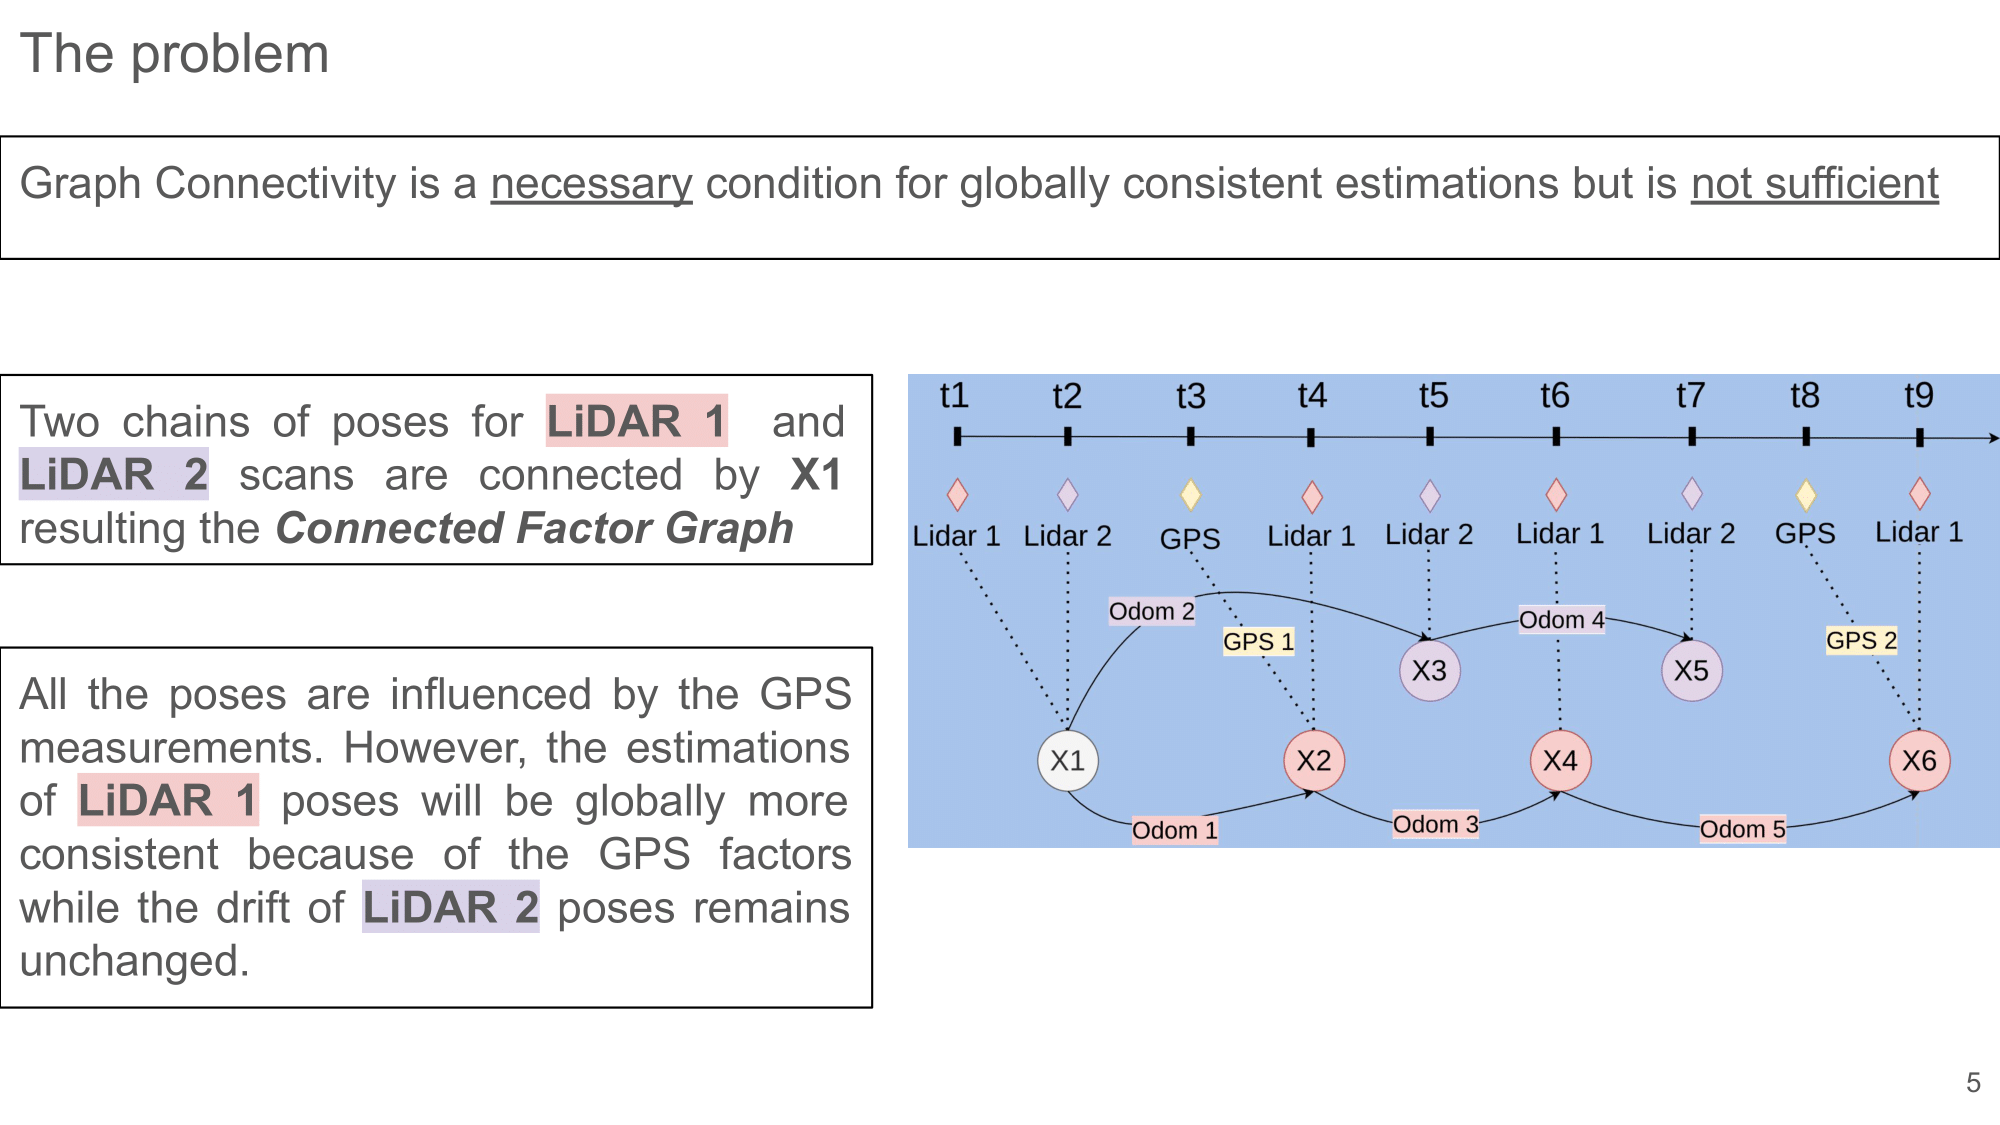 The problem
Graph Connectivity is a necessary condition for globally consistent estimations but is not sufficient
Two chains of poses for LiDAR 1 and
LiDAR 2 scans are connected by X1
resulting the Connected Factor Graph
All the poses are influenced by the GPS
measurements. However, the estimations
of LiDAR 1 poses will be globally more
consistent because of the GPS factors
while the drift of LiDAR 2 poses remains
unchanged.
t1 t2 t3 t4 t5 t6 t7 t8 t9
Lidar 1 Lidar 2 GPS Lidar 1 Lidar 2 Lidar 1 Lidar 2 GPS Lidar 1
Odom 2 GPS 1 Odom 4 GPS 2
X3 X5
X1 X2 X4 X6
Odom 1 Odom 3 Odom 5
5